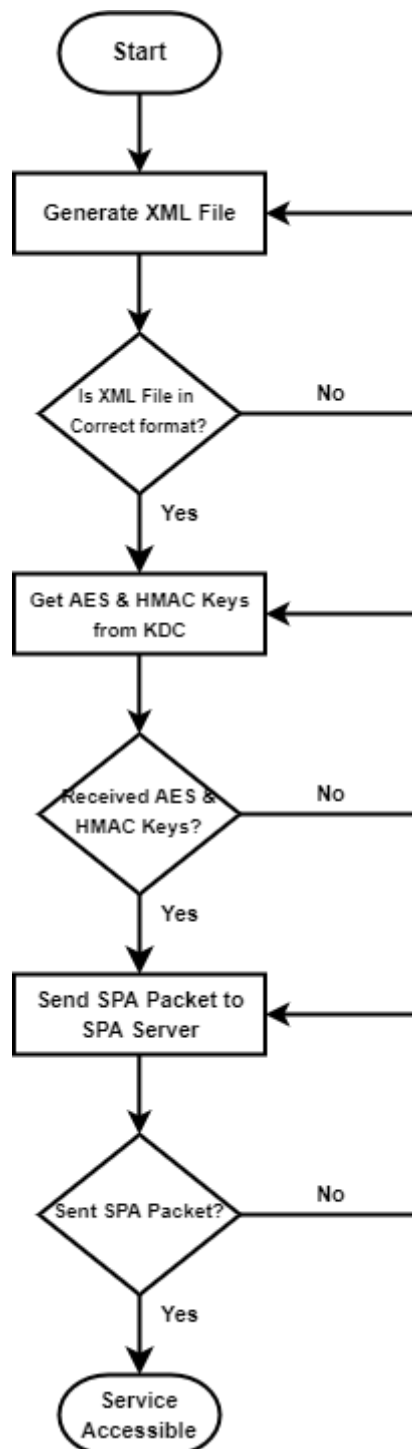 Start
Generate XML File
Is XML File in
Correct format?
No
Yes
Get AES & HMAC Keys
from KDC
Received AES &
HMAC Keys?
No
Yes
Send SPA Packet to
SPA Server
Sent SPA Packet?
No
Yes
Service
Accessible